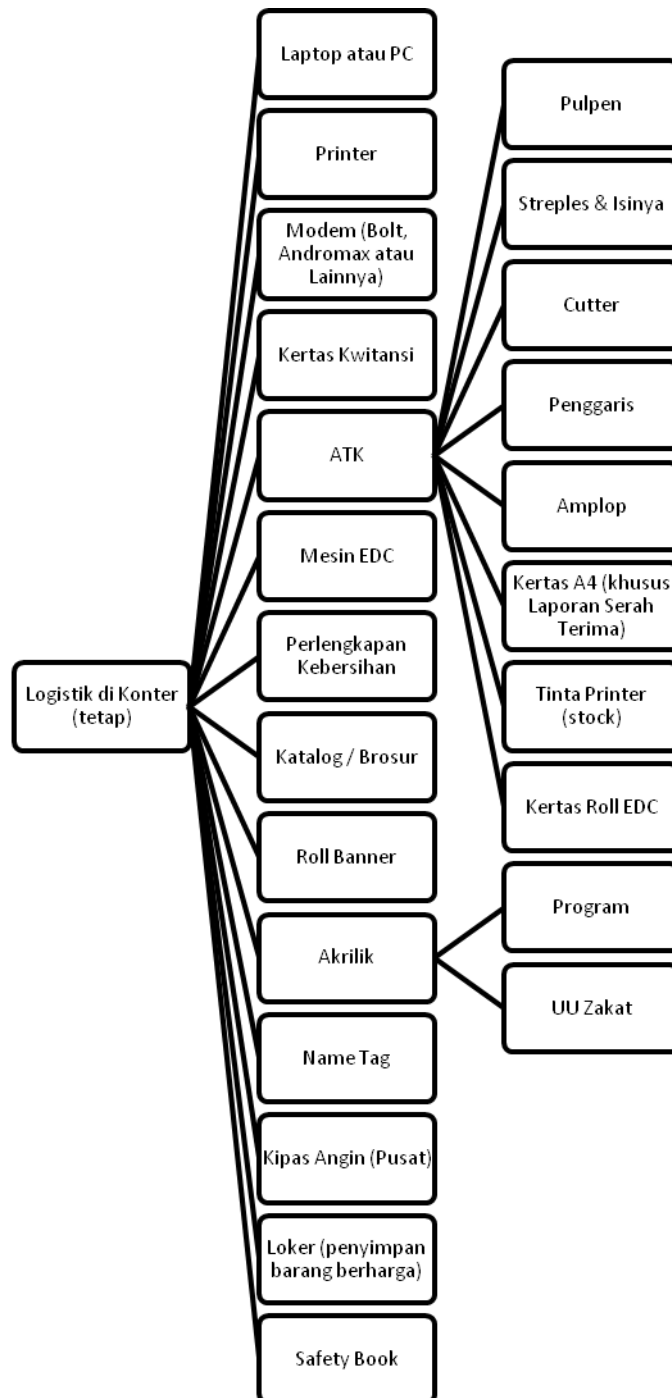 Logistik di Konter
(tetap)
Laptop atau PC
Printer
Modem (Bolt,
Andromax atau
Lainnya)
Kertas Kwitansi
ATK
Mesin EDC
Perlengkapan
Kebersihan
Katalog / Brosur
Roll Banner
Akrilik
Name Tag
Kipas Angin (Pusat)
Loker (penyimpan
barang berharga)
Safety Book
Pulpen
Streples & Isinya
Cutter
Penggaris
Amplop
Kertas A4 (khusus
Laporan Serah
Terima)
Tinta Printer
(stock)
Kertas Roll EDC
Program
UU Zakat